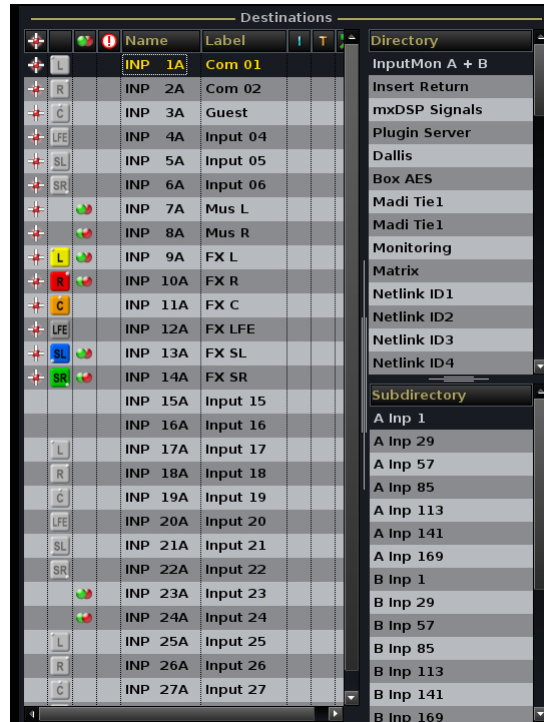 Destinations
Name Label I T
L INP 1A Com 01
R INP 2A Com 02
C INP 3A Guest
LFE INP 4A Input 04
SL INP 5A Input 05
SR INP 6A Input 06
INP 7A Mus L
INP 8A Mus R
L INP 9A FX L
R INP 10A FX R
C INP 11A FX C
LFE INP 12A FX LFE
SL INP 13A FX SL
SR INP 14A FX SR
INP 15A Input 15
INP 16A Input 16
L INP 17A Input 17
R INP 18A Input 18
C INP 19A Input 19
LFE INP 20A Input 20
SL INP 21A Input 21
SR INP 22A Input 22
INP 23A Input 23
INP 24A Input 24
L INP 25A Input 25
R INP 26A Input 26
C INP 27A Input 27
Directory
InputMon A + B
Insert Return
mxDSP Signals
Plugin Server
Dallis
Box AES
Madi Tie1
Madi Tie1
Monitoring
Matrix
Netlink ID1
Netlink ID2
Netlink ID3
Netlink ID4
Subdirectory
A Inp 1
A Inp 29
A Inp 57
A Inp 85
A Inp 113
A Inp 141
A Inp 169
B Inp 1
B Inp 29
B Inp 57
B Inp 85
B Inp 113
B Inp 141
B Inp 169